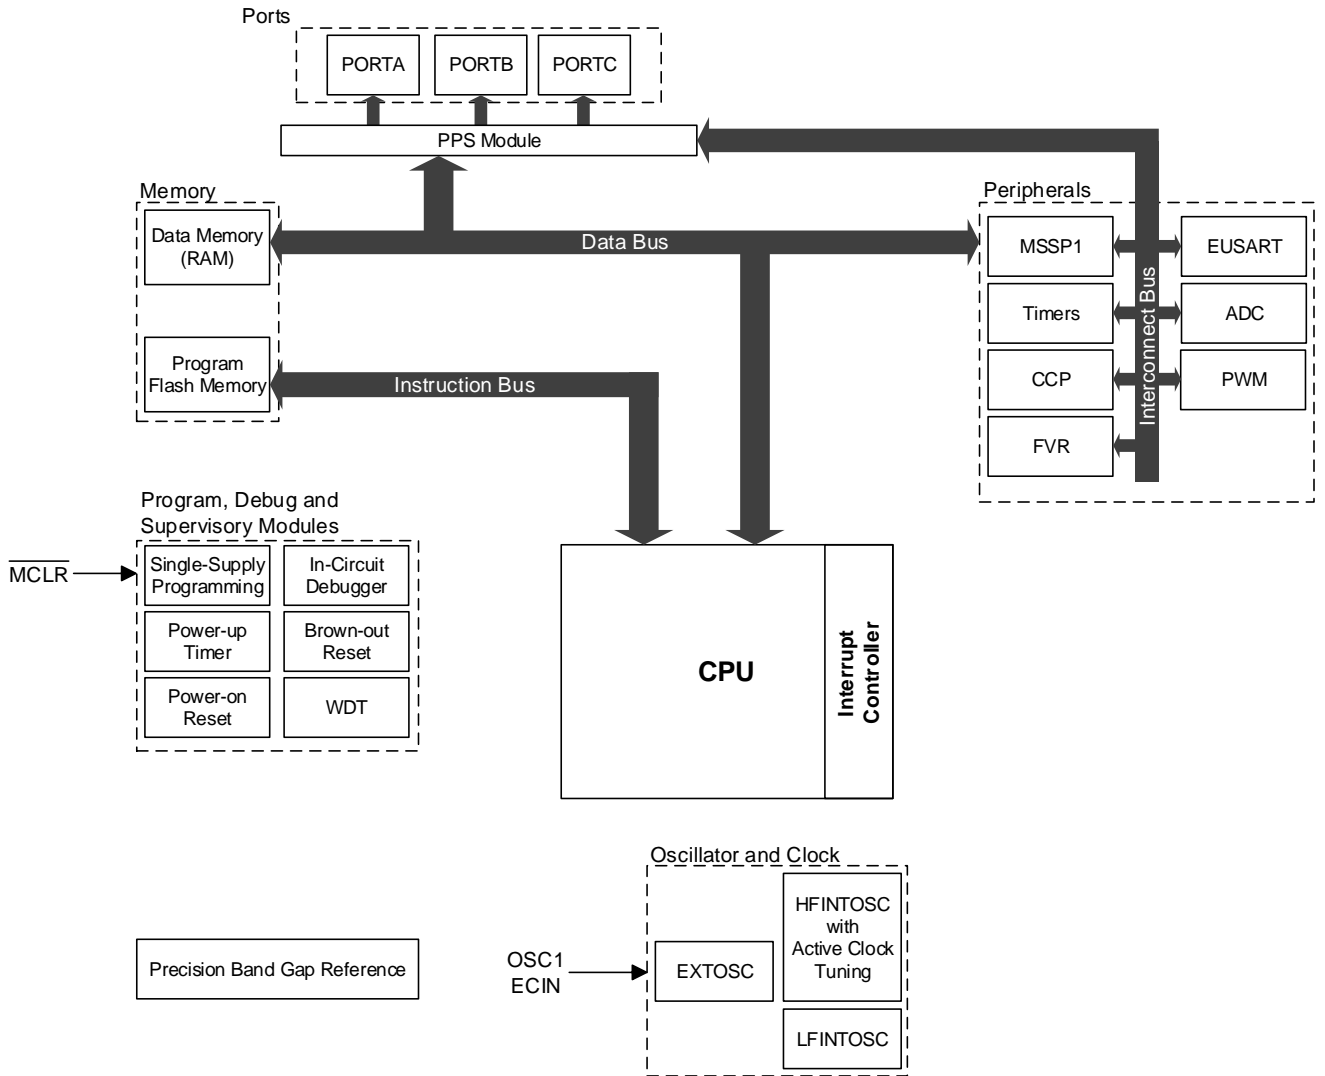 Ports
PORTA
PORTB
PORTC
PPS Module
Memory
Data Memory
(RAM)
Program
Flash Memory
Data Bus
Instruction Bus
Peripherals
MSSP1
EUSART
Timers
ADC
CCP
PWM
FVR
Interconnect Bus
Program, Debug and
Supervisory Modules
MCLR
Single-Supply
Programming
In-Circuit
Debugger
Power-up
Timer
Brown-out
Reset
Power-on
Reset
WDT
CPU
Interrupt
Controller
Oscillator and Clock
HFINTOSC
with
Active Clock
Tuning
EXTOSC
LFINTOSC
OSC1
ECIN
Precision Band Gap Reference